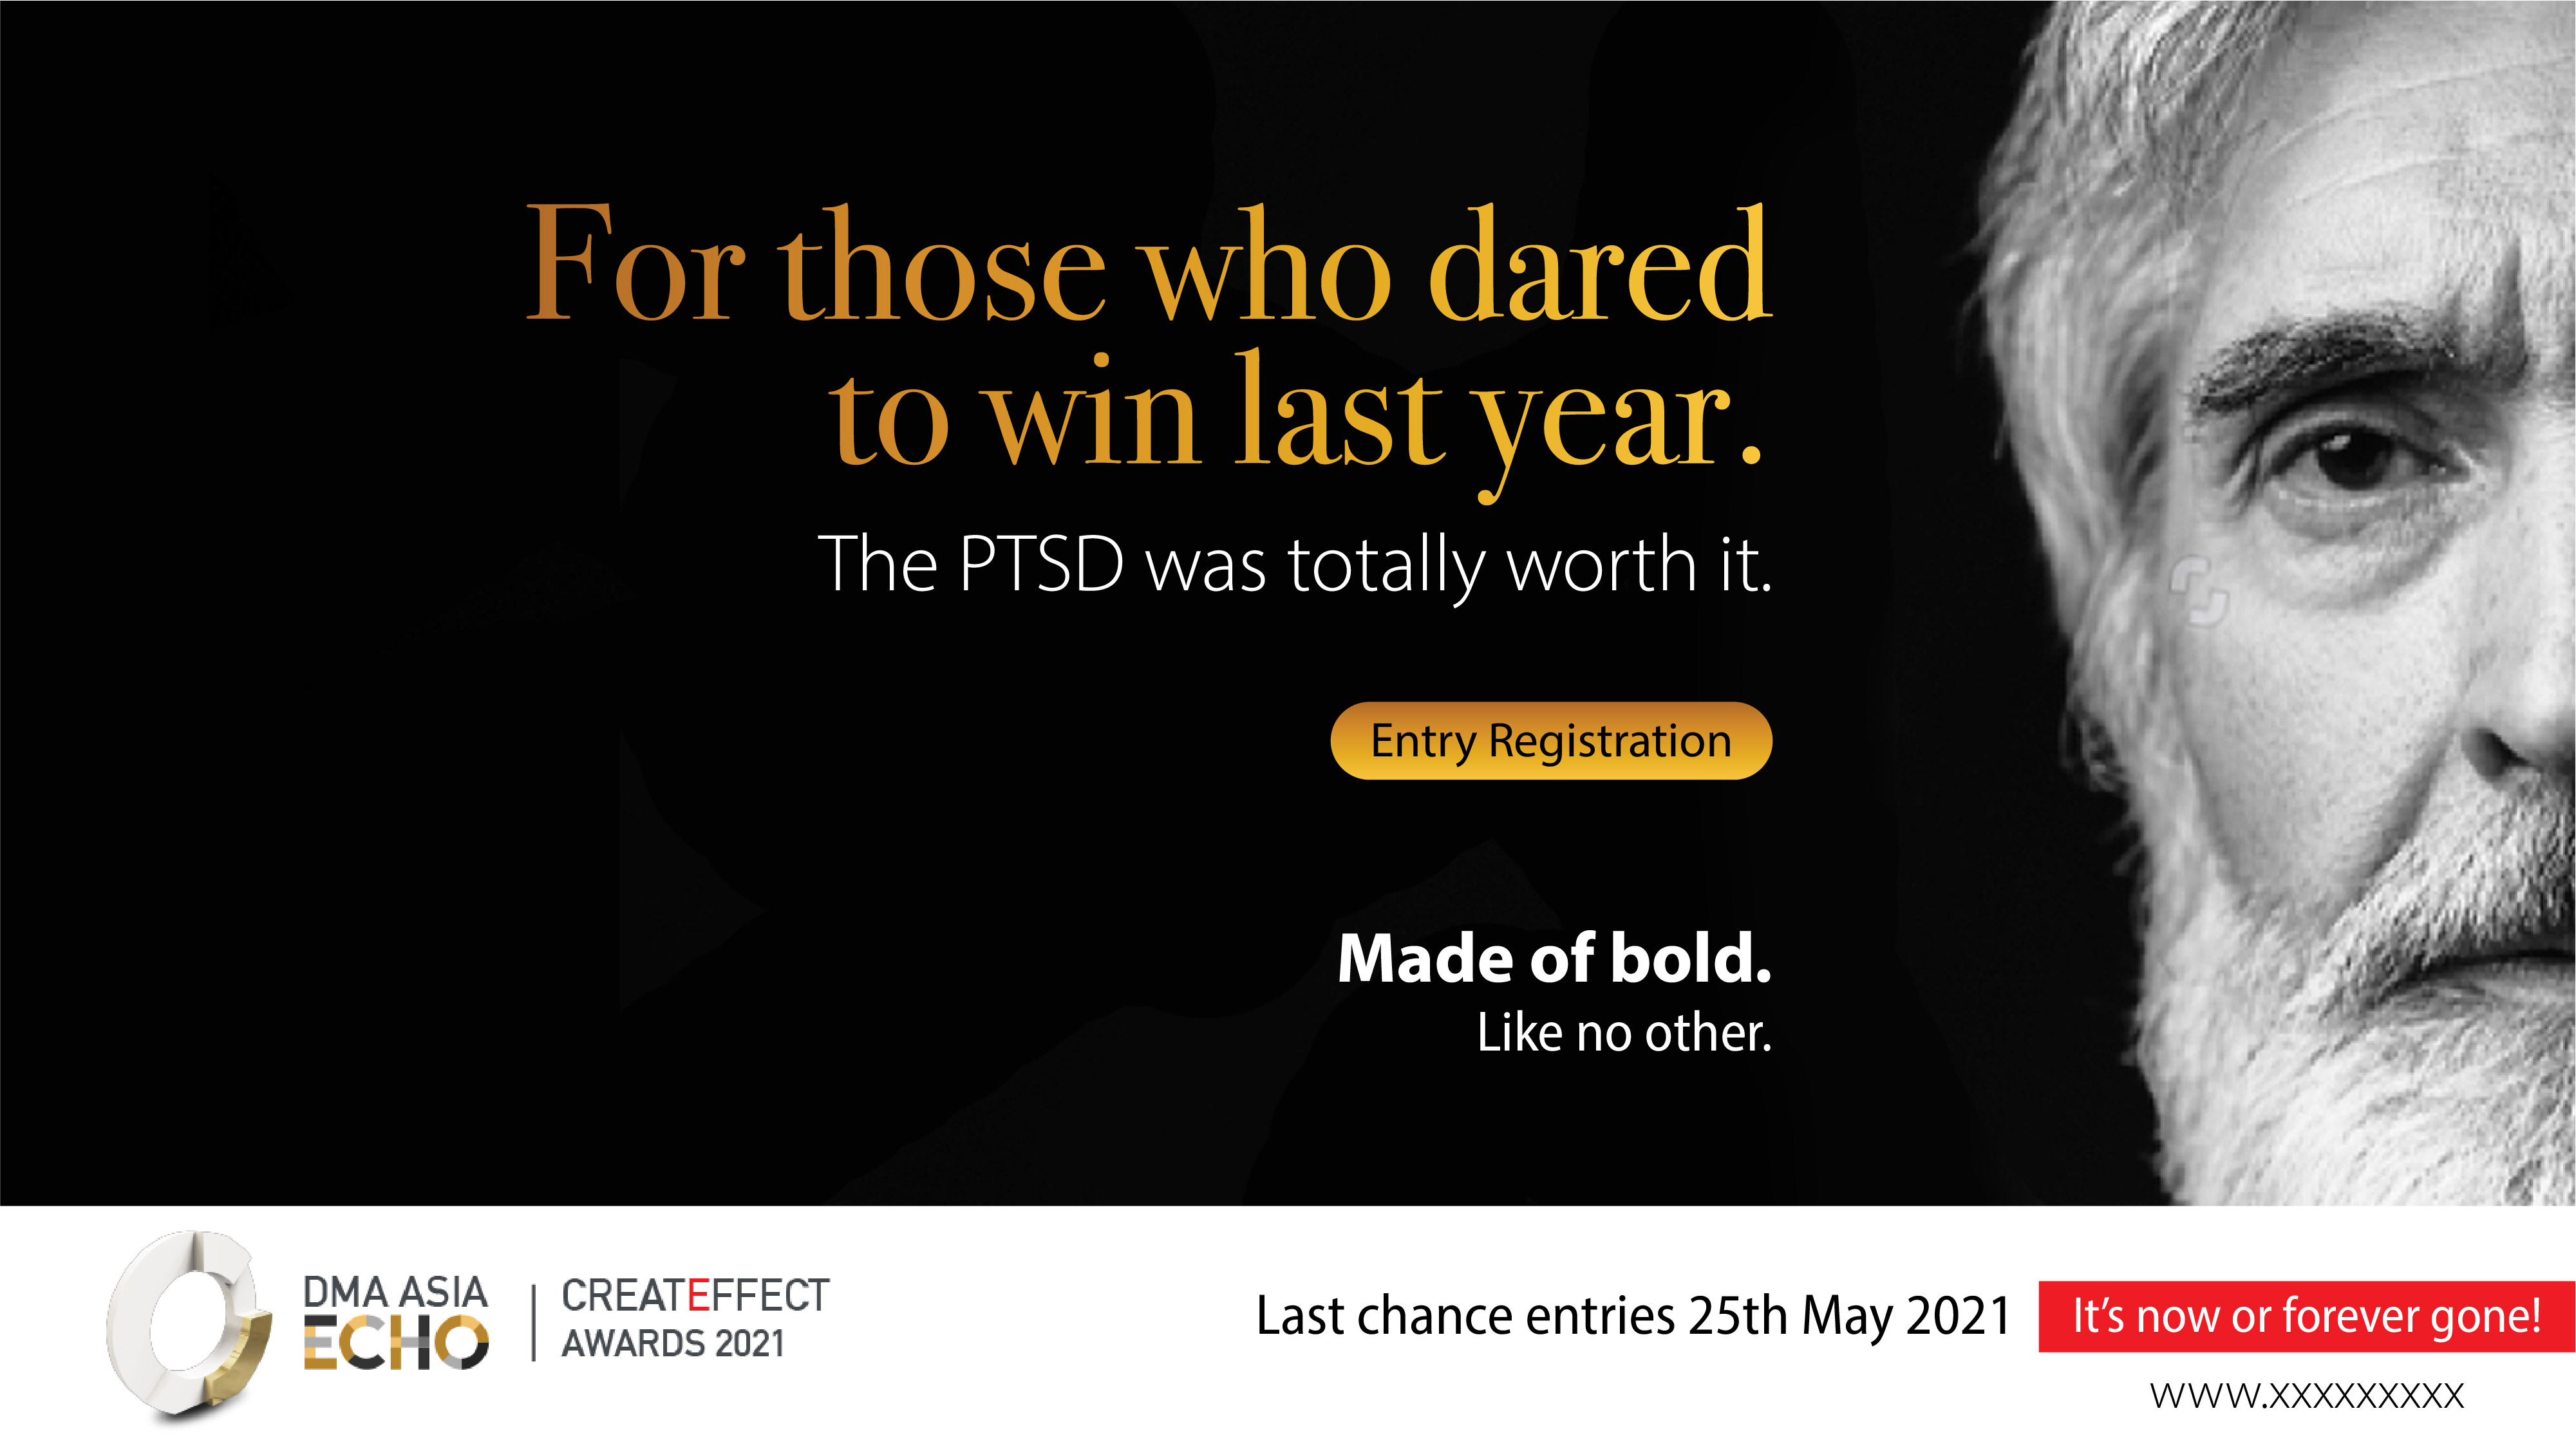 For those who dared
to win last year.
The PTSD was totally worth it.
Entry Registration
Made of bold.
Like no other.
DMA ASIA
ECHO
CREATEFFECT
AWARDS 2021
Last chance entries 25th May 2021
It's now or forever gone!
www.xxxxxxxxx